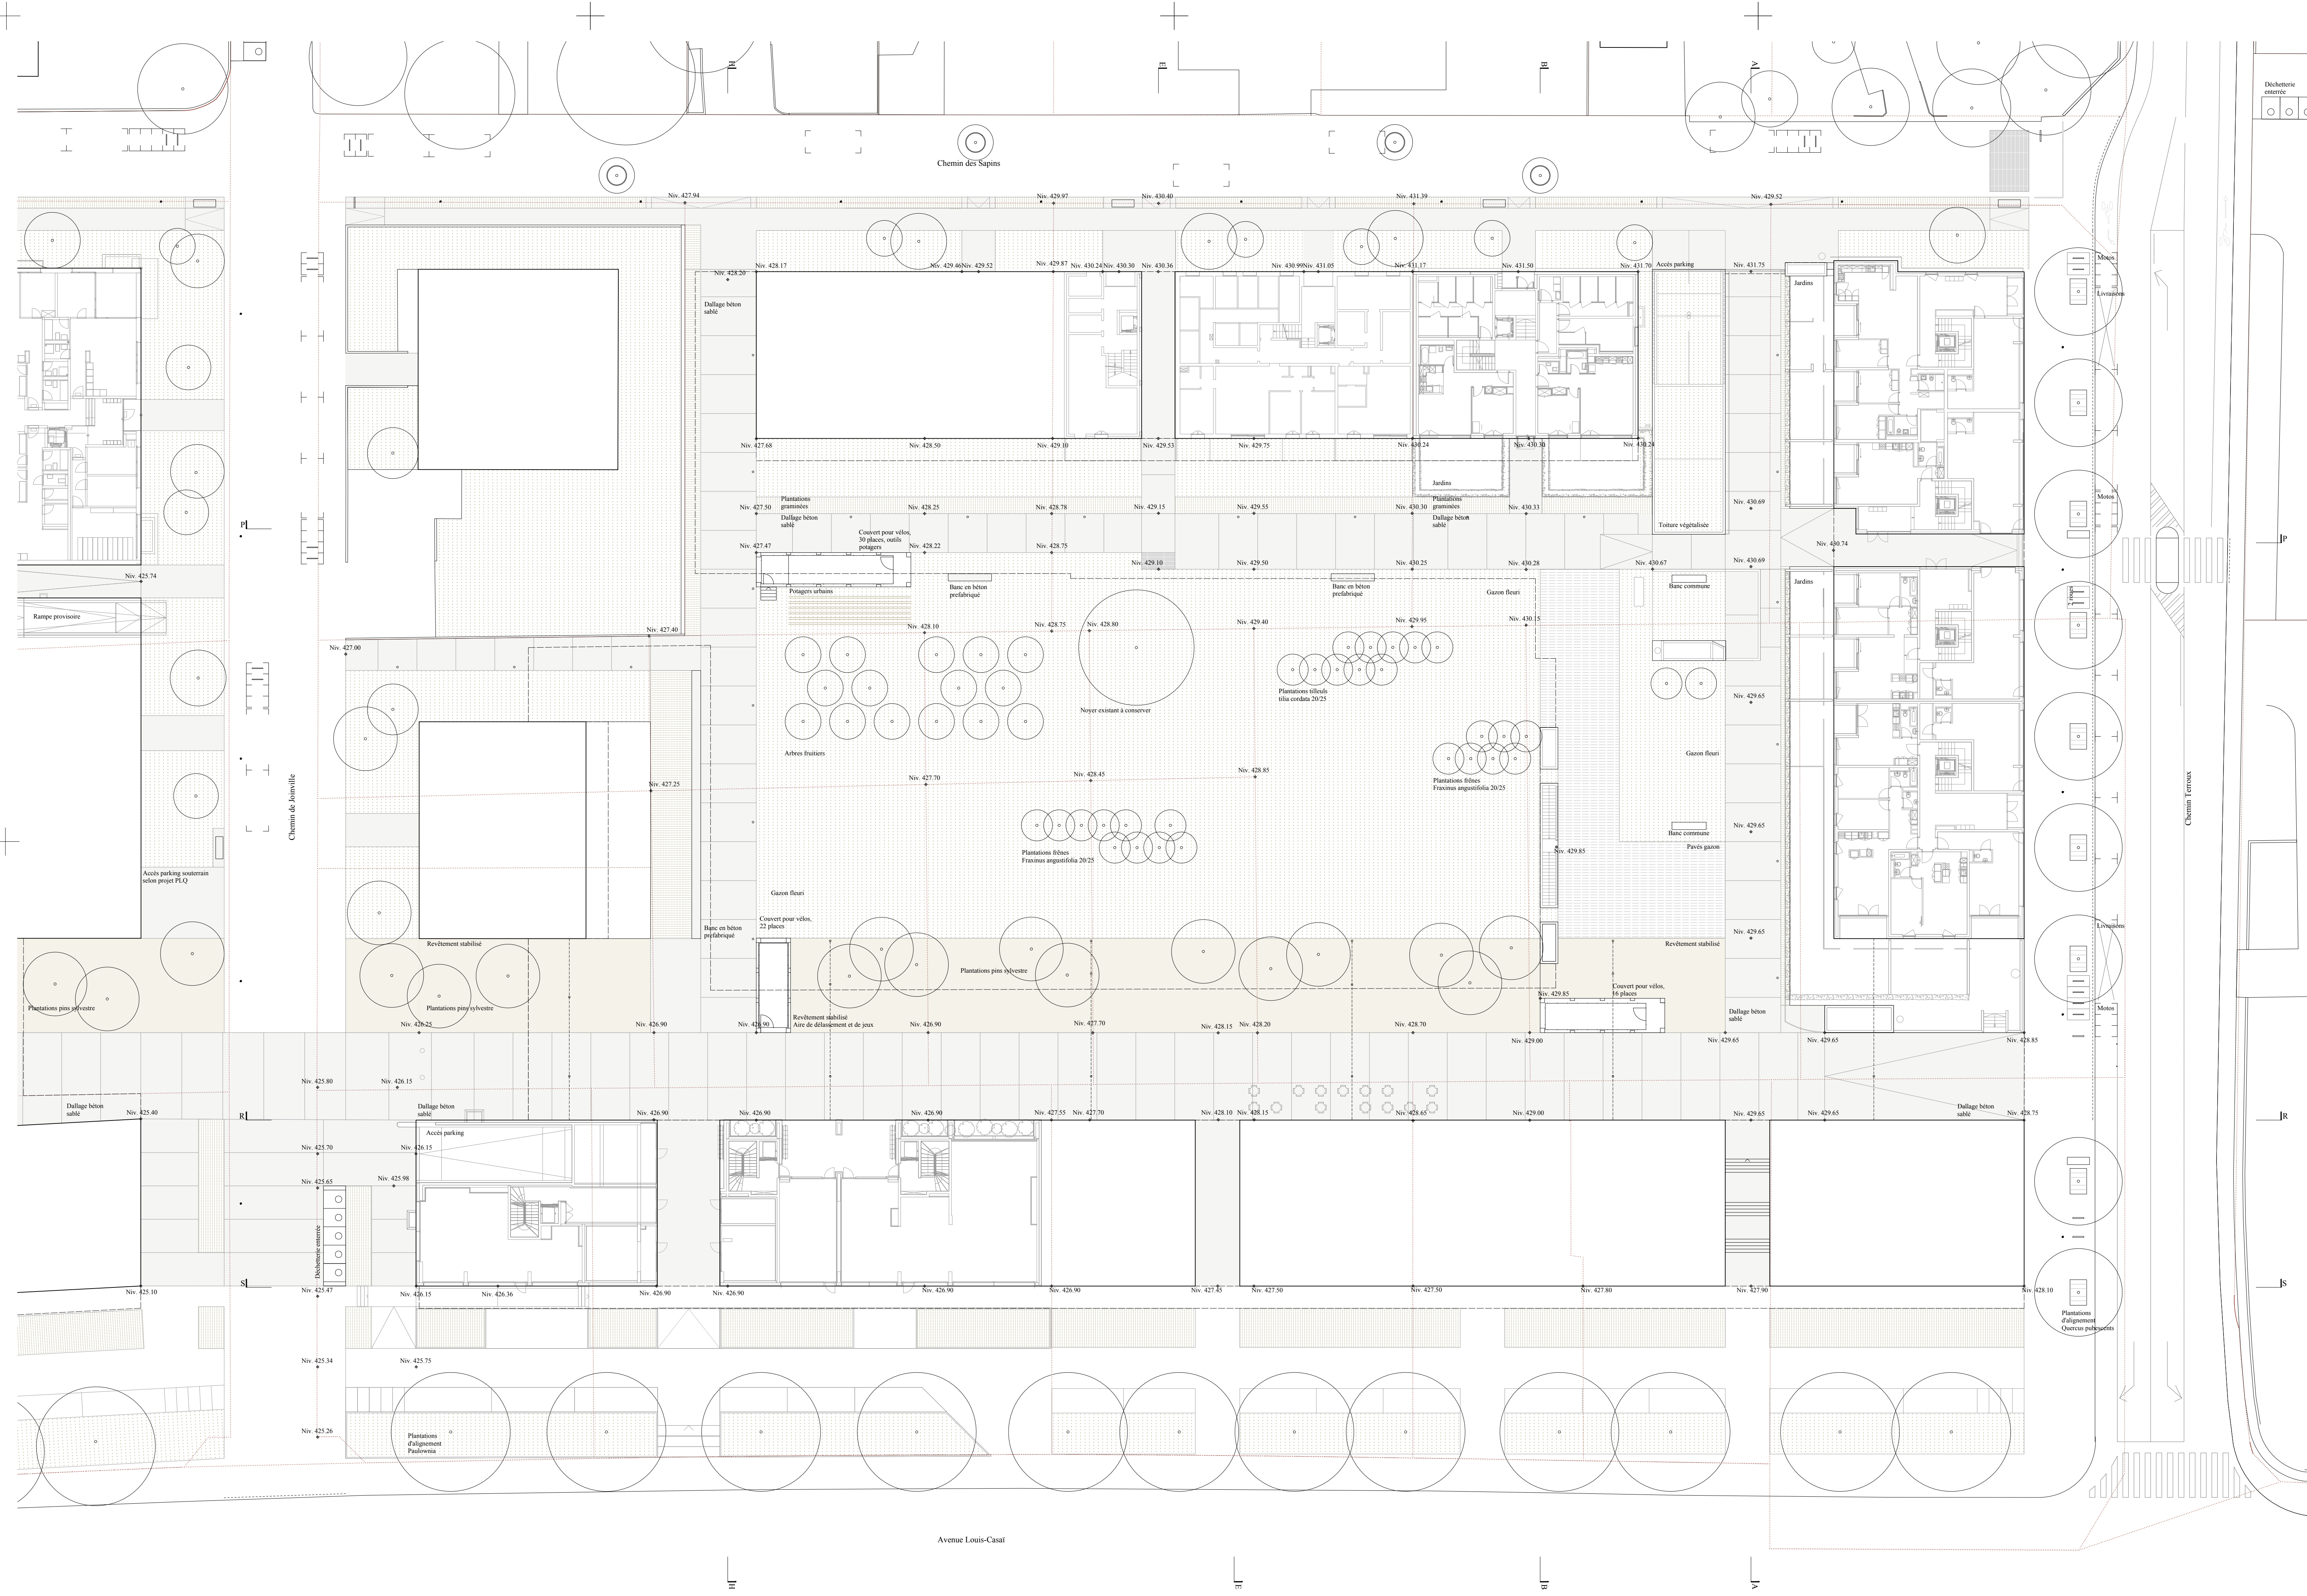 H
E
B
A
Déchetterie
enterrée
Chemin des Sapins
Niv. 427.94
Niv. 429.97
Niv. 430.40
Niv. 431.39
Niv. 429.52
Niv. 428.20
Niv. 428.17
Niv. 429.46
Niv. 429.52
Niv. 429.87
Niv. 430.24
Niv. 430.30
Niv. 430.36
Niv. 430.99
Niv. 431.05
Niv. 431.17
Niv. 431.50
Niv. 431.70
Accès parking
Niv. 431.75
Jardins
Motos
Livraisons
Dallage béton
sablé
Niv. 427.68
Niv. 428.50
Niv. 429.10
Niv. 429.53
Niv. 429.75
Niv. 430.24
Niv. 430.30
Niv. 430.24
Jardins
Plantations
graminées
Plantations
graminées
Niv. 430.69
Motos
Niv. 427.50
Niv. 428.25
Niv. 428.78
Niv. 429.15
Niv. 429.55
Niv. 430.30
Niv. 430.33
Dallage béton
sablé
Dallage béton
sablé
Toiture végétalisée
P
P
Couvert pour vélos,
30 places, outils
potagers
Niv. 427.47
Niv. 428.22
Niv. 428.75
Niv. 430.74
Niv. 429.10
Niv. 429.50
Niv. 430.25
Niv. 430.28
Niv. 430.67
Niv. 430.69
Niv. 425.74
Potagers urbains
Banc en béton
prefabriqué
Banc en béton
prefabriqué
Gazon fleuri
Banc commune
Jardins
2 roues
Rampe provisoire
Niv. 427.40
Niv. 428.10
Niv. 428.75
Niv. 428.80
Niv. 429.40
Niv. 429.95
Niv. 430.15
Niv. 427.00
Plantations tilleuls
tilia cordata 20/25
Niv. 429.65
Noyer existant à conserver
Arbres fruitiers
Gazon fleuri
Niv. 427.25
Niv. 427.70
Niv. 428.45
Niv. 428.85
Plantations frênes
Fraxinus angustifolia 20/25
Chemin de Joinville
Chemin Terroux
Banc commune
Niv. 429.65
Plantations frênes
Fraxinus angustifolia 20/25
Niv. 429.85
Pavés gazon
Accès parking souterrain
selon projet PLQ
Gazon fleuri
Couvert pour vélos,
22 places
Banc en béton
prefabriqué
Niv. 429.65
Livraisons
Revêtement stabilisé
Revêtement stabilisé
Plantations pins sylvestre
Plantations pins sylvestre
Plantations pins sylvestre
Couvert pour vélos,
16 places
Niv. 429.85
Motos
Dallage béton
sablé
Revêtement stabilisé
Aire de délassement et de jeux
Niv. 426.25
Niv. 426.90
Niv. 426.90
Niv. 426.90
Niv. 427.70
Niv. 428.15
Niv. 428.20
Niv. 428.70
Niv. 429.00
Niv. 429.65
Niv. 429.65
Niv. 428.85
Niv. 425.80
Niv. 426.15
Dallage béton
sablé
Dallage béton
sablé
Dallage béton
sablé
Niv. 425.40
R
R
Niv. 426.90
Niv. 426.90
Niv. 426.90
Niv. 427.55
Niv. 427.70
Niv. 428.10
Niv. 428.15
Niv. 428.65
Niv. 429.00
Niv. 429.65
Niv. 429.65
Niv. 428.75
Accès parking
Niv. 425.70
Niv. 426.15
Niv. 425.65
Niv. 425.98
Déchetterie enterrée
S
S
Niv. 425.10
Niv. 425.47
Niv. 426.15
Niv. 426.36
Niv. 426.90
Niv. 426.90
Niv. 426.90
Niv. 426.90
Niv. 427.45
Niv. 427.50
Niv. 427.50
Niv. 427.80
Niv. 427.90
Niv. 428.10
Plantations
d'alignement
Quercus pubescents
Niv. 425.34
Niv. 425.75
Niv. 425.26
Plantations
d'alignement
Paulownia
Avenue Louis-Casaï
H
E
B
A